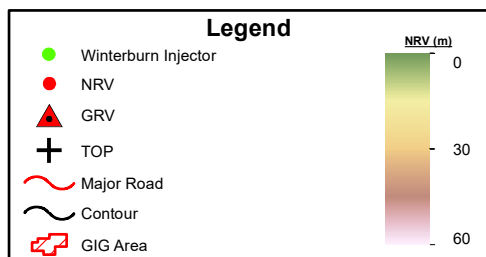 Legend
Winterburn Injector
NRV
GRV
TOP
Major Road
Contour
GIG Area
NRV (m)
0
30
60